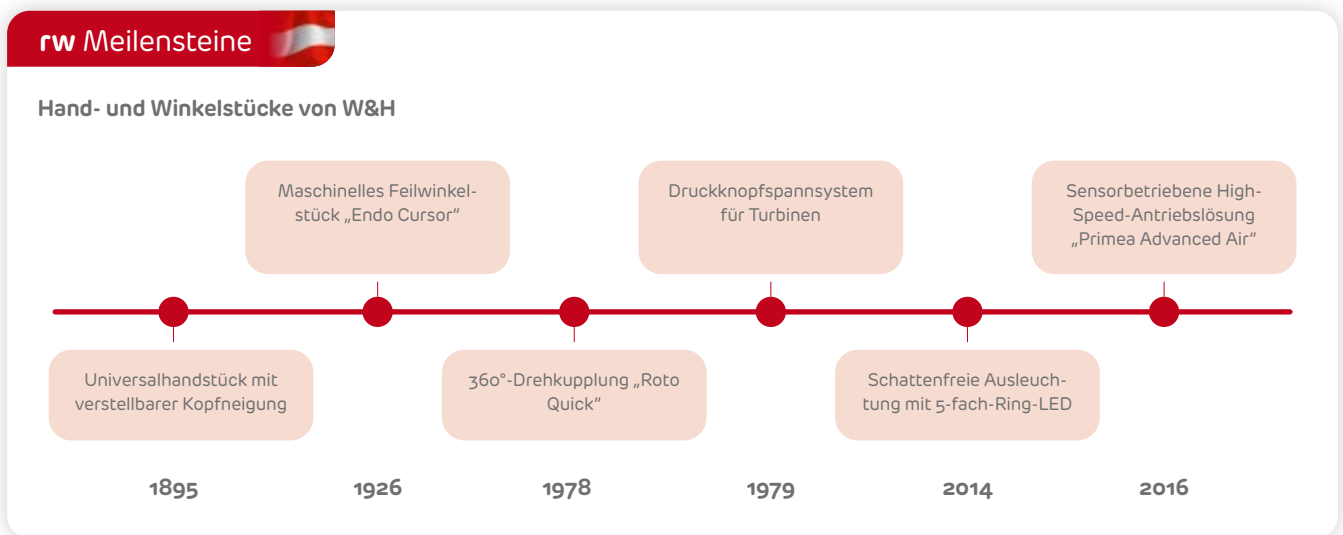 rw Meilensteine
Hand- und Winkelstücke von W&H
Maschinelles Feilwinkel-
stück „Endo Cursor“
Druckknopfspannsystem
für Turbinen
Sensorbetriebene High-
Speed-Antriebslösung
„Primea Advanced Air“
Universalhandstück mit
verstellbarer Kopfneigung
360°-Drehkupplung „Roto
Quick“
Schattenfreie Ausleuch-
tung mit 5-fach-Ring-LED
1895
1926
1978
1979
2014
2016